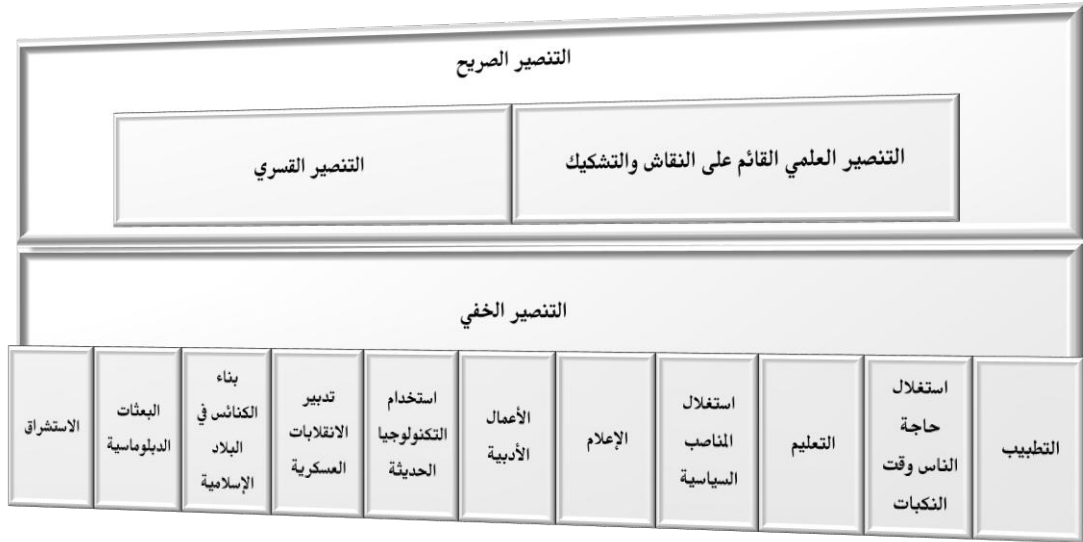 التنصير الصريح
التنصير العلمي القائم على النقاش والتشكيك
التنصير القسري
التنصير الخفي
التطبيب
استغلال
حاجة
الناس وقت
النكبات
التعليم
استغلال
المناصب
السياسية
الإعلام
الأعمال
الأدبية
استخدام
التكنولوجيا
الحديثة
تدبير
الانقلابات
العسكرية
بناء
الكنائس في
البلاد
الإسلامية
البعثات
الدبلوماسية
الاستشراق